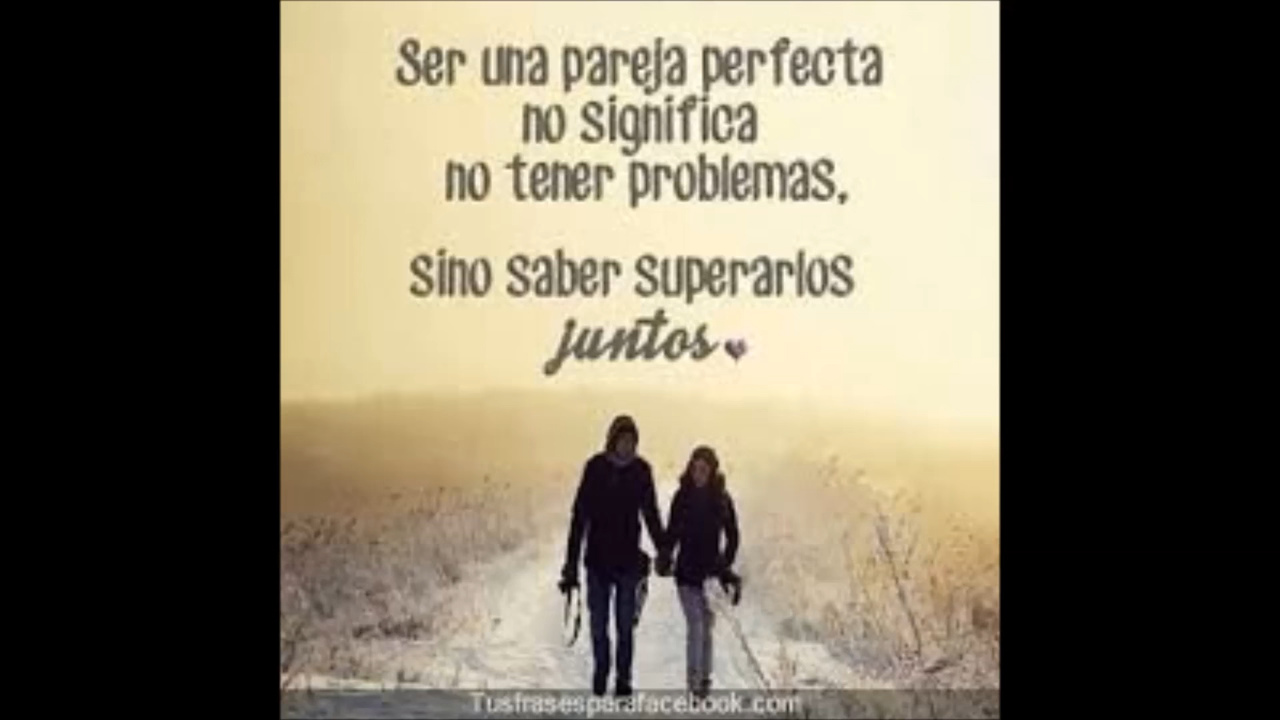 Ser una pareja perfecta
no significa
no tener problemas,
sino saber superarlos
juntos
Tusfrasesparafacebook.com